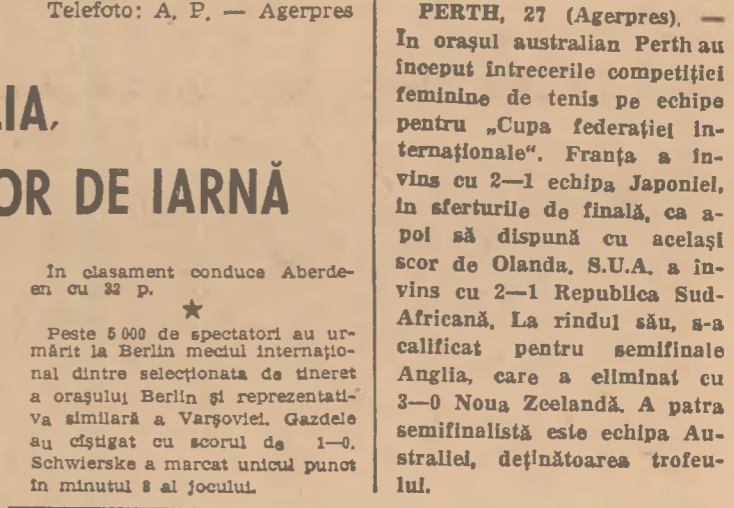 Telefoto: A. P. — Agerpres
LIA,
OR DE IARNĂ
In clasament conduce Aberde-
en cu 32 p.
★
Peste 5 000 de spectatori au ur-
mărit la Berlin meciul internațio-
nal dintre selecționata de tineret
a orașului Berlin și reprezentati-
va similară a Varșoviei. Gazdele
au cîștigat cu scorul de 1—0.
Schwierske a marcat unicul punct
în minutul 8 al jocului.
PERTH, 27 (Agerpres). —
In orașul australian Perth au
început întrecerile competiției
feminine de tenis pe echipe
pentru „Cupa federației in-
ternaționale“. Franța a în-
vins cu 2—1 echipa Japoniei,
în sferturile de finală, ca a-
poi să dispună cu același
scor de Olanda. S.U.A. a în-
vins cu 2—1 Republica Sud-
Africană. La rîndul său, s-a
calificat pentru semifinale
Anglia, care a eliminat cu
3—0 Noua Zeelandă. A patra
semifinalistă este echipa Au-
straliei, deținătoarea trofeu-
lui.